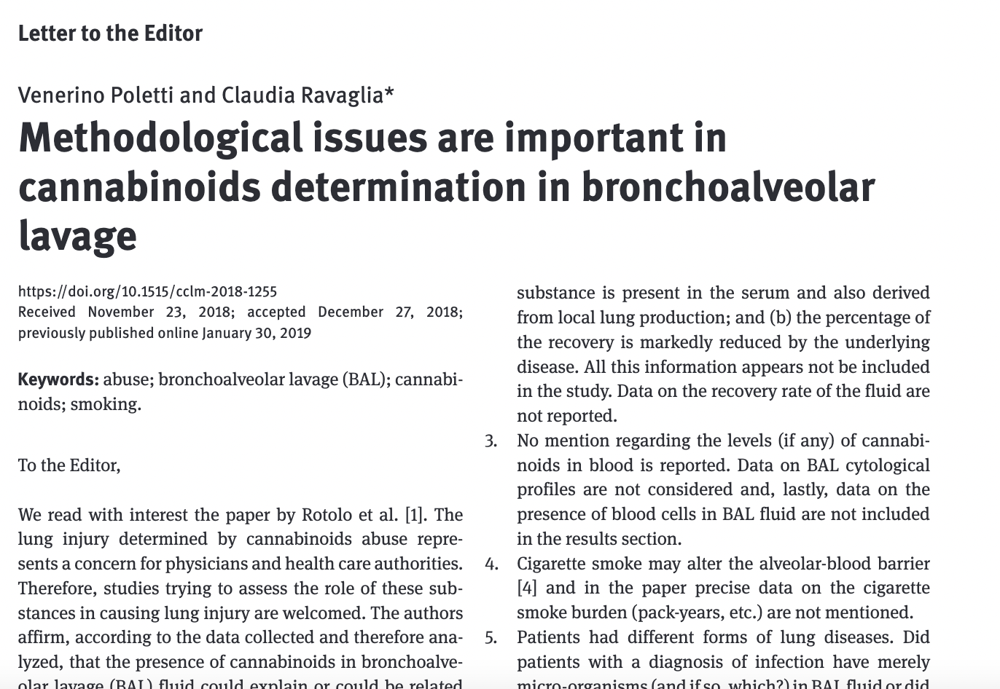 Letter to the Editor
Venerino Poletti and Claudia Ravaglia*
Methodological issues are important in
cannabinoids determination in bronchoalveolar
lavage
https://doi.org/10.1515/cclm-2018-1255
Received November 23, 2018; accepted December 27, 2018;
previously published online January 30, 2019
Keywords: abuse; bronchoalveolar lavage (BAL); cannabi-
noids; smoking.
To the Editor,
We read with interest the paper by Rotolo et al. [1]. The
lung injury determined by cannabinoids abuse repre-
sents a concern for physicians and health care authorities.
Therefore, studies trying to assess the role of these sub-
stances in causing lung injury are welcomed. The authors
affirm, according to the data collected and therefore ana-
lyzed, that the presence of cannabinoids in bronchoalve-
olar lavage (BAL) fluid could explain or could be related
substance is present in the serum and also derived
from local lung production; and (b) the percentage of
the recovery is markedly reduced by the underlying
disease. All this information appears not be included
in the study. Data on the recovery rate of the fluid are
not reported.
3. No mention regarding the levels (if any) of cannabi-
noids in blood is reported. Data on BAL cytological
profiles are not considered and, lastly, data on the
presence of blood cells in BAL fluid are not included
in the results section.
4. Cigarette smoke may alter the alveolar-blood barrier
[4] and in the paper precise data on the cigarette
smoke burden (pack-years, etc.) are not mentioned.
5. Patients had different forms of lung diseases. Did
patients with a diagnosis of infection have merely
micro-organisms (and if so, which?) in BAL fluid or did